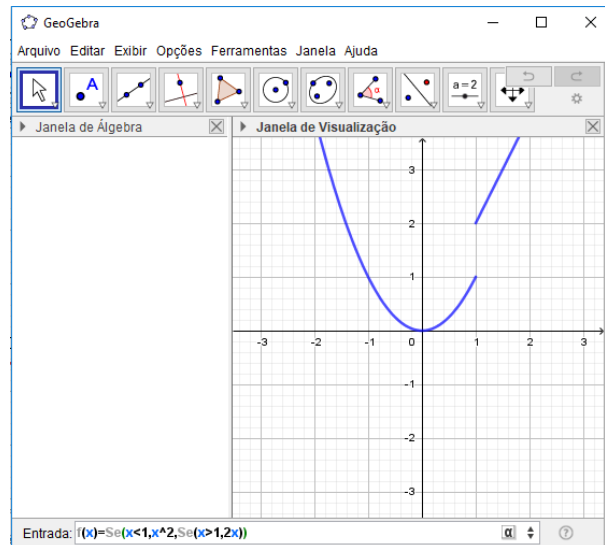 GeoGebra
Arquivo Editar Exibir Opções Ferramentas Janela Ajuda
A
α
a=2
Janela de Álgebra
Janela de Visualização
3
2
1
-3 -2 -1 0 1 2 3
-1
-2
-3
Entrada: f(x)=Se(x<1,x^2,Se(x>1,2x))
α
?